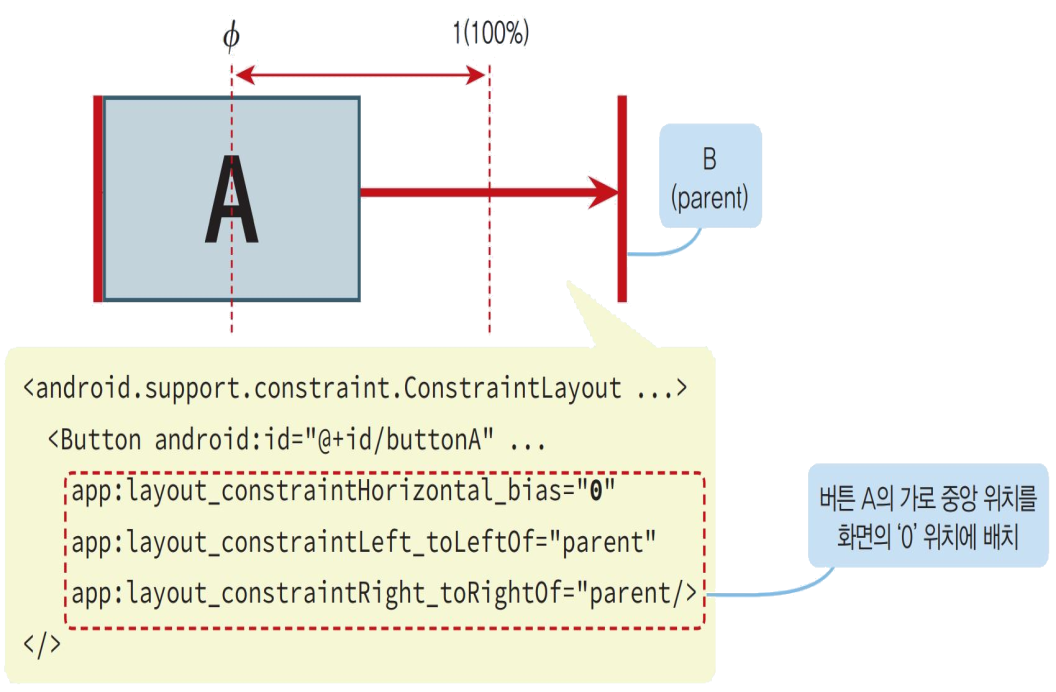 ϕ
1(100%)
A
B
(parent)
<android.support.constraint.ConstraintLayout ...>
<Button android:id="@+id/buttonA" ...
app:layout_constraintHorizontal_bias="0"
app:layout_constraintLeft_toLeftOf="parent"
app:layout_constraintRight_toRightOf="parent/>
</>
버튼 A의 가로 중앙 위치를
화면의 ‘0’ 위치에 배치